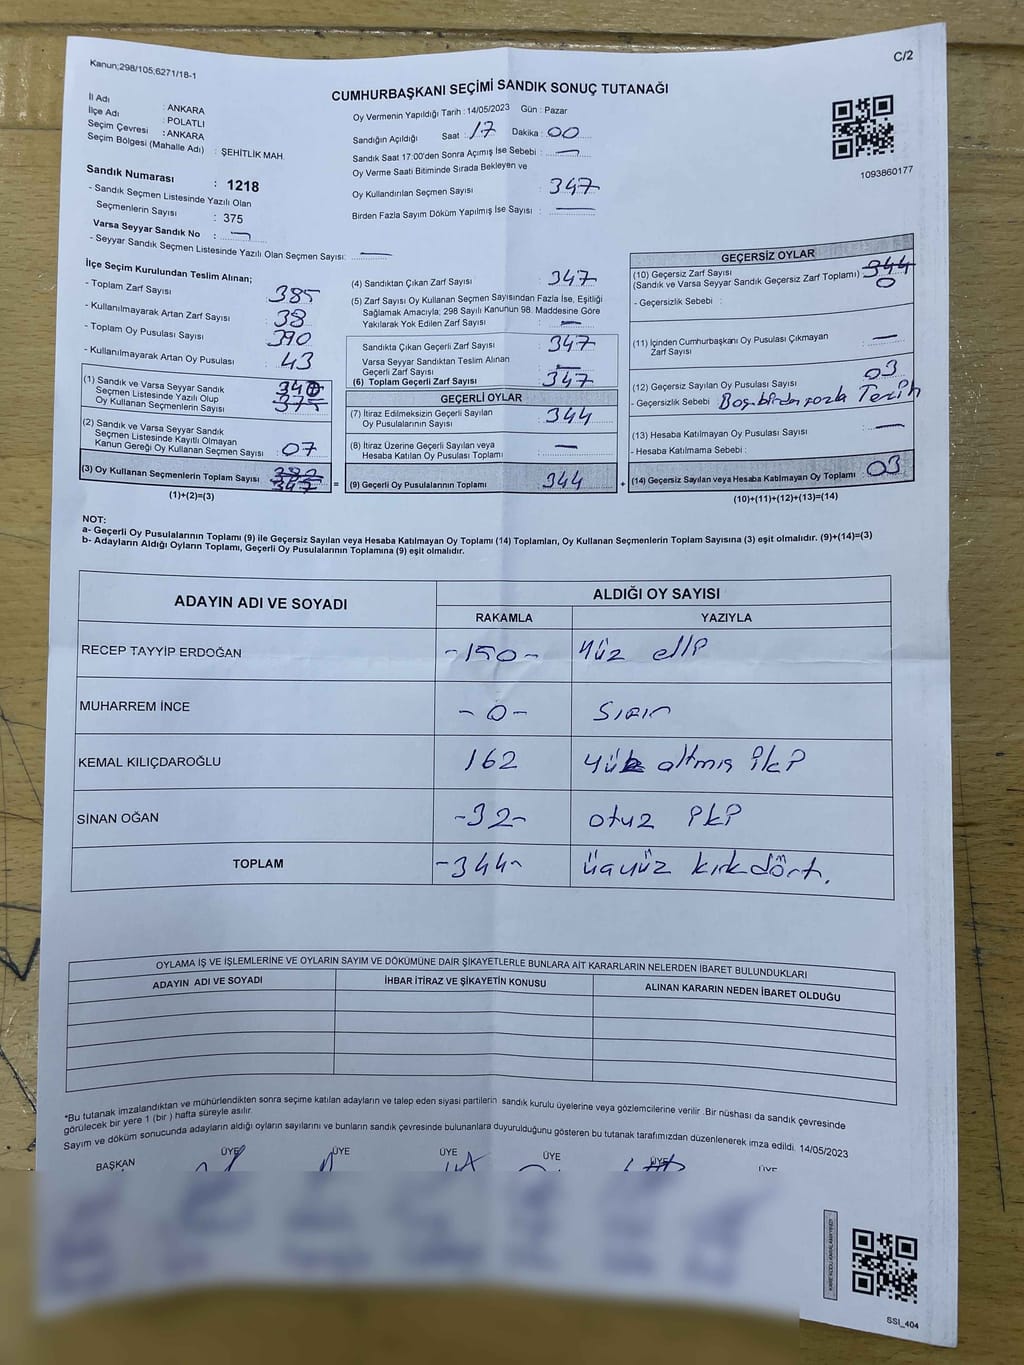 Kanun;298/105;6271/18-1
C/2
CUMHURBAŞKANI SEÇİMİ SANDIK SONUÇ TUTANAĞI
İl Adı : ANKARA
İlçe Adı : POLATLI
Seçim Çevresi : ANKARA
Seçim Bölgesi (Mahalle Adı) : ŞEHİTLİK MAH.
Sandık Numarası : 1218
- Sandık Seçmen Listesinde Yazılı Olan
Seçmenlerin Sayısı : 375
Varsa Seyyar Sandık No : —
- Seyyar Sandık Seçmen Listesinde Yazılı Olan Seçmen Sayısı: —
Oy Vermenin Yapıldığı Tarih : 14/05/2023 Gün : Pazar
Sandığın Açıldığı Saat : 17 Dakika : 00
Sandık Saat 17:00'den Sonra Açımış İse Sebebi : —
Oy Verme Saati Bitiminde Sırada Bekleyen ve
Oy Kullandırılan Seçmen Sayısı : 347
Birden Fazla Sayım Döküm Yapılmış İse Sayısı : —
1093860177
İlçe Seçim Kurulundan Teslim Alınan;
- Toplam Zarf Sayısı : 385
- Kullanılmayarak Artan Zarf Sayısı : 38
- Toplam Oy Pusulası Sayısı : 390
- Kullanılmayarak Artan Oy Pusulası : 43
(1) Sandık ve Varsa Seyyar Sandık
Seçmen Listesinde Yazılı Olup
Oy Kullanan Seçmenlerin Sayısı : 375
(2) Sandık ve Varsa Seyyar Sandık
Seçmen Listesinde Kayıtlı Olmayan
Kanun Gereği Oy Kullanan Seçmen Sayısı : 07
(3) Oy Kullanan Seçmenlerin Toplam Sayısı : 382 347 =
(1)+(2)=(3)
(4) Sandıktan Çıkan Zarf Sayısı : 347
(5) Zarf Sayısı Oy Kullanan Seçmen Sayısından Fazla İse, Eşitliği
Sağlamak Amacıyla; 298 Sayılı Kanunun 98. Maddesine Göre
Yakılarak Yok Edilen Zarf Sayısı : —
Sandıkta Çıkan Geçerli Zarf Sayısı : 347
Varsa Seyyar Sandıktan Teslim Alınan
Geçerli Zarf Sayısı : —
(6) Toplam Geçerli Zarf Sayısı : 347
GEÇERLİ OYLAR
(7) İtiraz Edilmeksizin Geçerli Sayılan
Oy Pusulalarının Sayısı : 344
(8) İtiraz Üzerine Geçerli Sayılan veya
Hesaba Katılan Oy Pusulası Toplamı : —
(9) Geçerli Oy Pusulalarının Toplamı : 344 +
GEÇERSİZ OYLAR
(10) Geçersiz Zarf Sayısı : 344
(Sandık ve Varsa Seyyar Sandık Geçersiz Zarf Toplamı) 0
- Geçersizlik Sebebi :
(11) İçinden Cumhurbaşkanı Oy Pusulası Çıkmayan
Zarf Sayısı : —
(12) Geçersiz Sayılan Oy Pusulası Sayısı : 03
- Geçersizlik Sebebi : Boş.birden fazla Tercih
(13) Hesaba Katılmayan Oy Pusulası Sayısı : —
- Hesaba Katılmama Sebebi :
(14) Geçersiz Sayılan veya Hesaba Katılmayan Oy Toplamı : 03
(10)+(11)+(12)+(13)=(14)
NOT:
a- Geçerli Oy Pusulalarının Toplamı (9) ile Geçersiz Sayılan veya Hesaba Katılmayan Oy Toplamı (14) Toplamları, Oy Kullanan Seçmenlerin Toplam Sayısına (3) eşit olmalıdır. (9)+(14)=(3)
b- Adayların Aldığı Oyların Toplamı, Geçerli Oy Pusulalarının Toplamına (9) eşit olmalıdır.
ADAYIN ADI VE SOYADI ALDIĞI OY SAYISI
RAKAMLA YAZIYLA
RECEP TAYYİP ERDOĞAN -150- Yüz elli
MUHARREM İNCE -0- Sıfır
KEMAL KILIÇDAROĞLU 162 Yüz altmış iki
SİNAN OĞAN -32- otuz iki
TOPLAM -344- üçyüz kırkdört.
OYLAMA İŞ VE İŞLEMLERİNE VE OYLARIN SAYIM VE DÖKÜMÜNE DAİR ŞİKAYETLERLE BUNLARA AİT KARARLARIN NELERDEN İBARET BULUNDUKLARI
ADAYIN ADI VE SOYADI İHBAR İTİRAZ VE ŞİKAYETİN KONUSU ALINAN KARARIN NEDEN İBARET OLDUĞU
*Bu tutanak imzalandıktan ve mühürlendikten sonra seçime katılan adayların ve talep eden siyasi partilerin sandık kurulu üyelerine veya gözlemcilerine verilir .Bir nüshası da sandık çevresinde
görülecek bir yere 1 (bir ) hafta süreyle asılır.
Sayım ve döküm sonucunda adayların aldığı oyların sayılarını ve bunların sandık çevresinde bulunanlara duyurulduğunu gösteren bu tutanak tarafımızdan düzenlenerek imza edildi. 14/05/2023
BAŞKAN ÜYE ÜYE ÜYE ÜYE ÜYE ÜYE
SSI_404